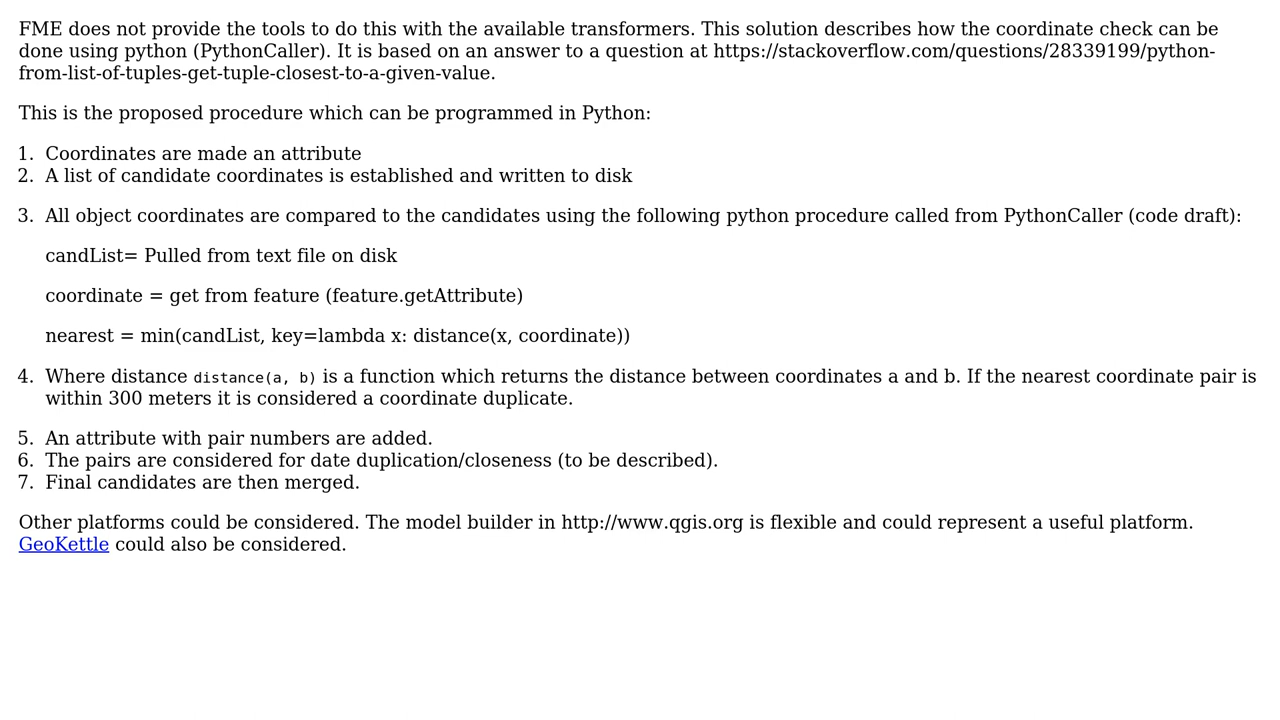 FME does not provide the tools to do this with the available transformers. This solution describes how the coordinate check can be
done using python (PythonCaller). It is based on an answer to a question at https://stackoverflow.com/questions/28339199/python-
from-list-of-tuples-get-tuple-closest-to-a-given-value.
This is the proposed procedure which can be programmed in Python:
1. Coordinates are made an attribute
2. A list of candidate coordinates is established and written to disk
3. All object coordinates are compared to the candidates using the following python procedure called from PythonCaller (code draft):
candList= Pulled from text file on disk
coordinate = get from feature (feature.getAttribute)
nearest = min(candList, key=lambda x: distance(x, coordinate))
4. Where distance distance(a, b) is a function which returns the distance between coordinates a and b. If the nearest coordinate pair is
within 300 meters it is considered a coordinate duplicate.
5. An attribute with pair numbers are added.
6. The pairs are considered for date duplication/closeness (to be described).
7. Final candidates are then merged.
Other platforms could be considered. The model builder in http://www.qgis.org is flexible and could represent a useful platform.
GeoKettle could also be considered.